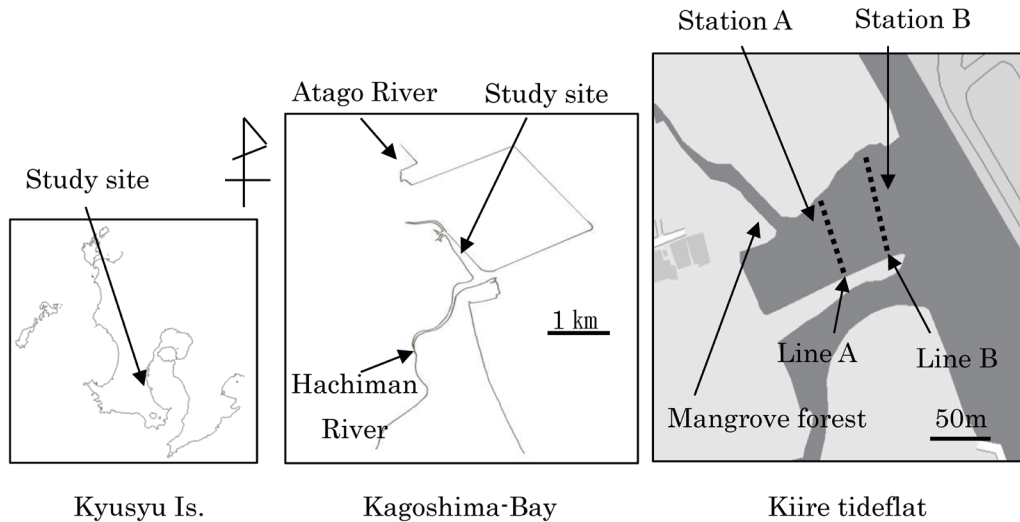 Station A
Station B
Atago River
Study site
Study site
1 km
Hachiman
River
Line A
Line B
Mangrove forest
50m
Kyusyu Is.
Kagoshima-Bay
Kiire tideflat